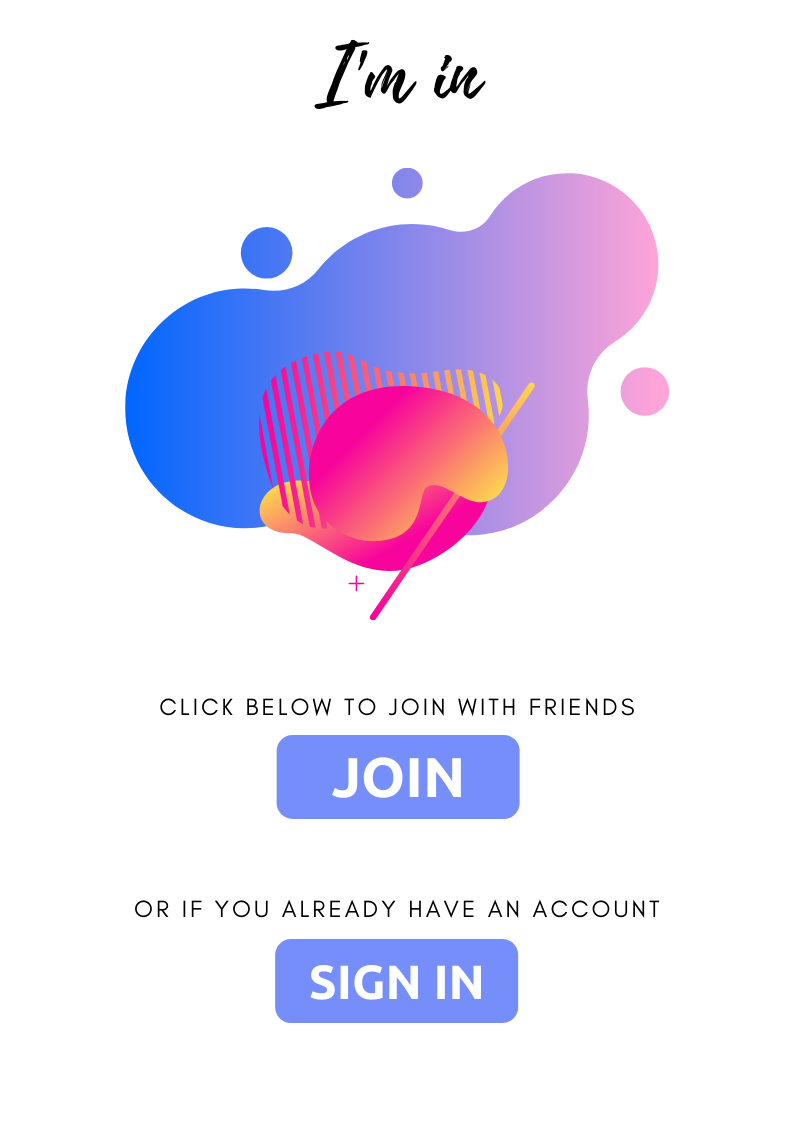 I'm in
CLICK BELOW TO JOIN WITH FRIENDS
JOIN
OR IF YOU ALREADY HAVE AN ACCOUNT
SIGN IN